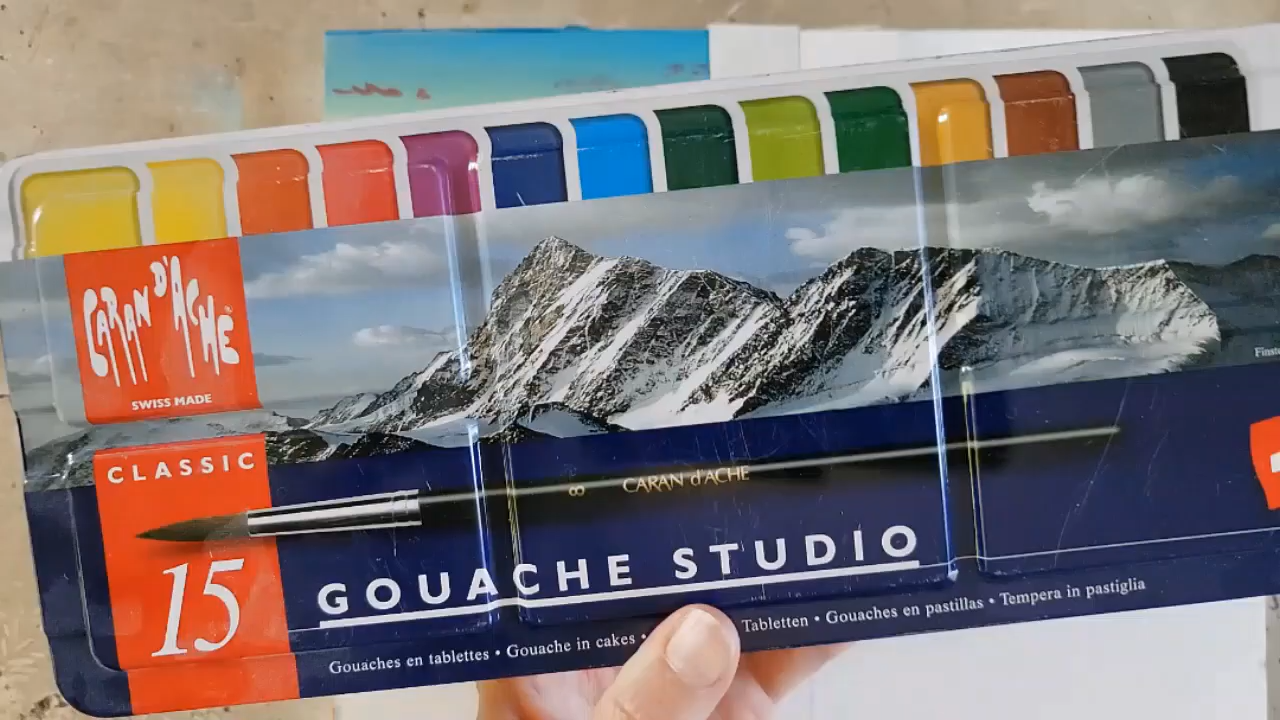 CARAN D'ACHE
SWISS MADE
CLASSIC
15
8 CARAN d'ACHE
GOUACHE STUDIO
Gouaches en tablettes • Gouache in cakes • Tabletten • Gouaches en pastillas • Tempera in pastiglia